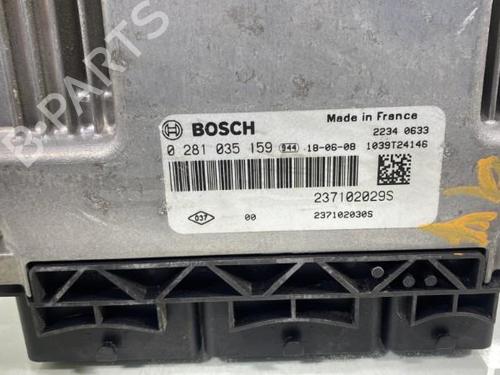 B-PARTS
BOSCH
Made in France
0 281 035 159 944 18-06-08
2234 0633
1039T24146
237102029S
037 00 237102030S